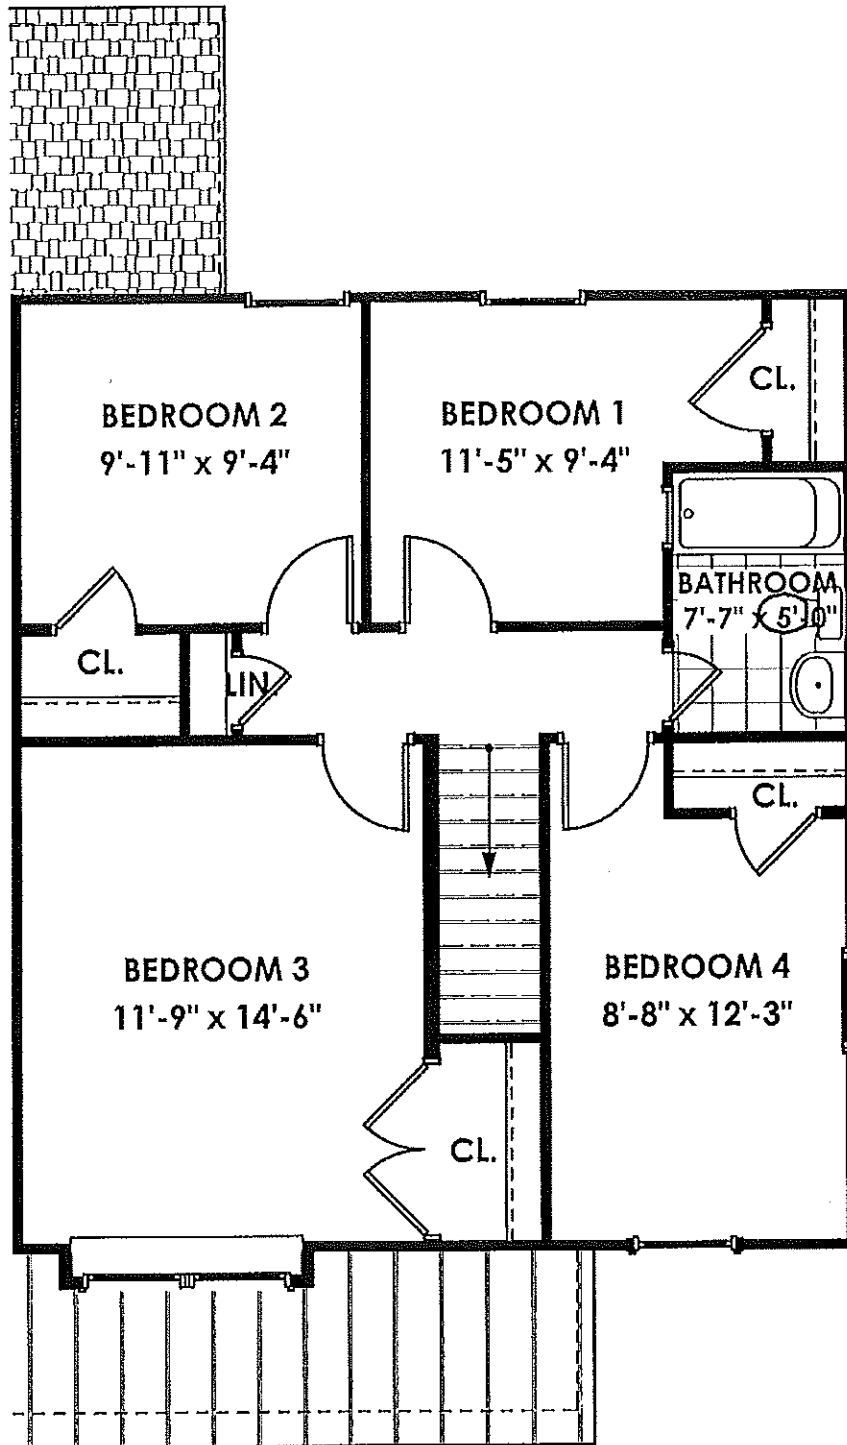 BEDROOM 2
9'-11" x 9'-4"
BEDROOM 1
11'-5" x 9'-4"
CL.
BATHROOM
7'-7" x 5'-0"
CL.
LIN.
CL.
BEDROOM 3
11'-9" x 14'-6"
BEDROOM 4
8'-8" x 12'-3"
CL.